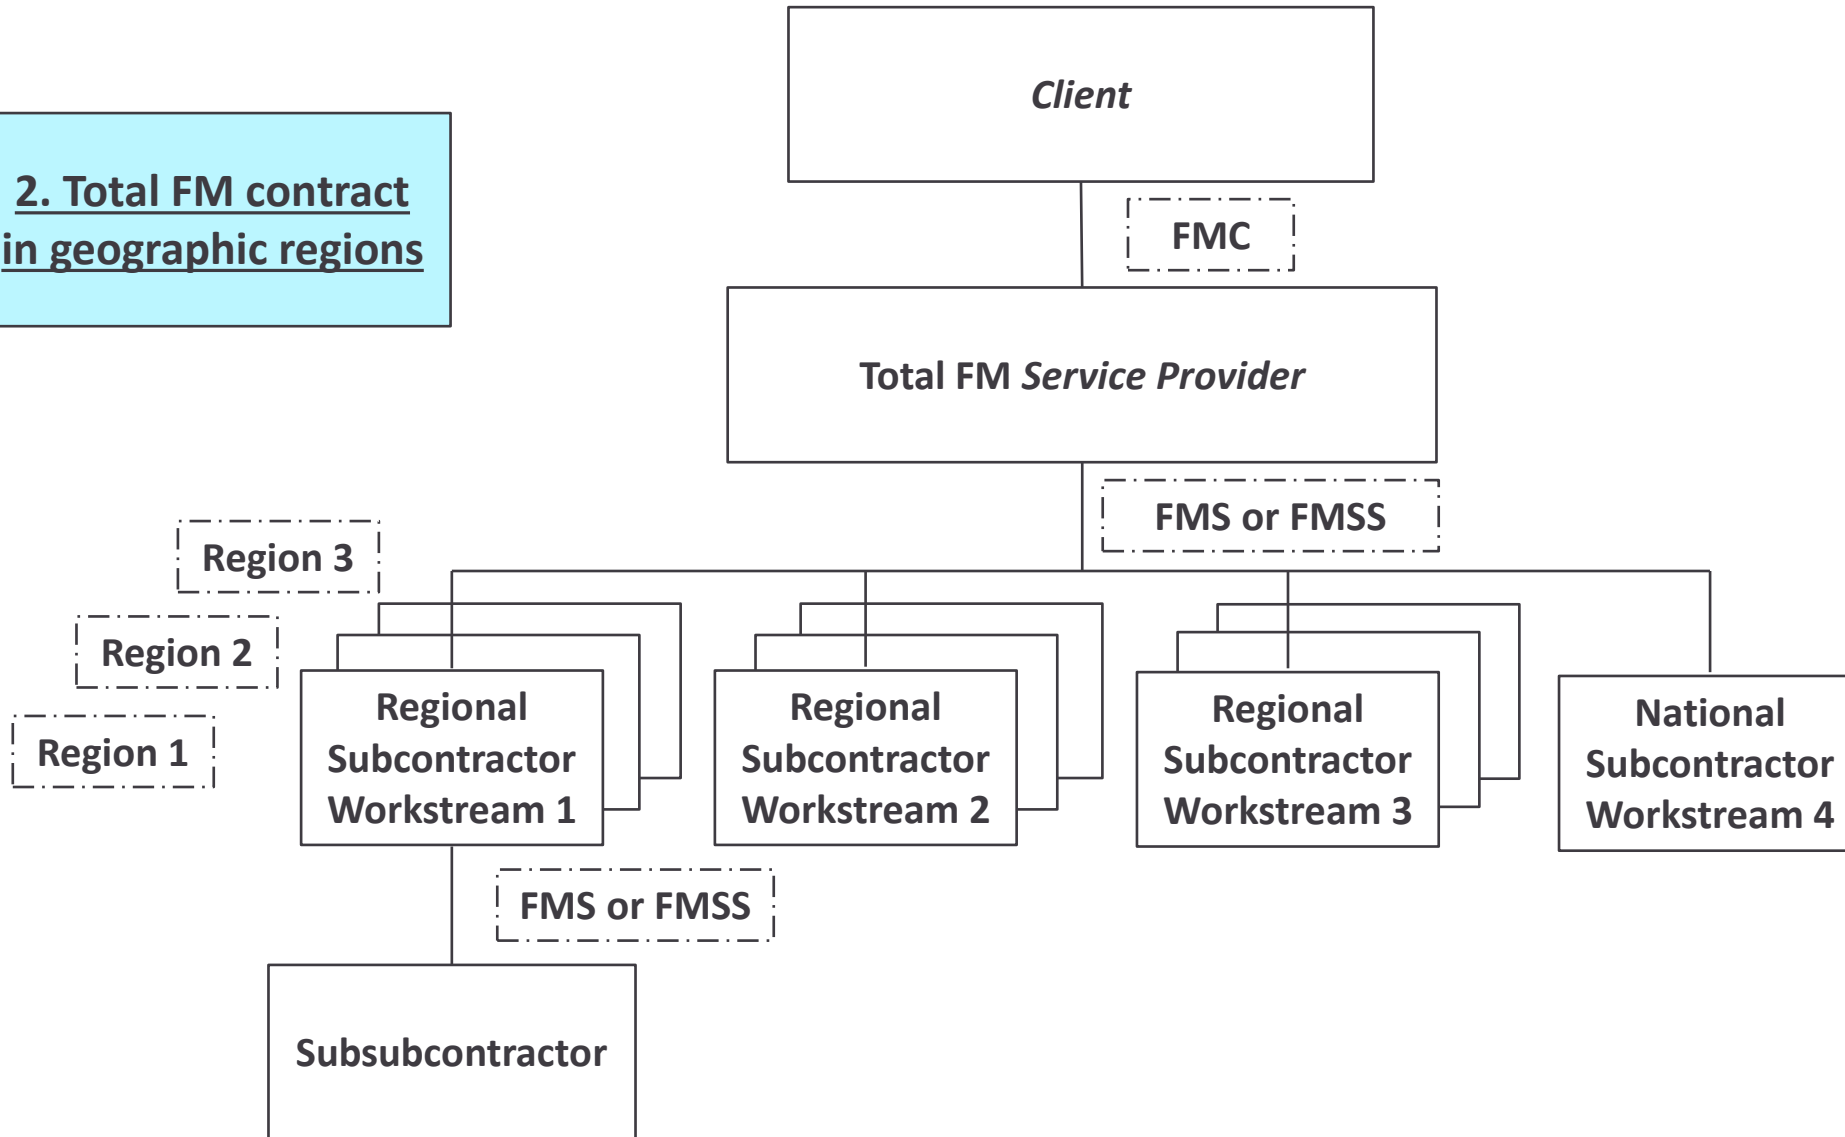 Client
2. Total FM contract
in geographic regions
FMC
Total FM Service Provider
FMS or FMSS
Region 3
Region 2
Region 1
Regional
Subcontractor
Workstream 1
Regional
Subcontractor
Workstream 2
Regional
Subcontractor
Workstream 3
National
Subcontractor
Workstream 4
FMS or FMSS
Subsubcontractor